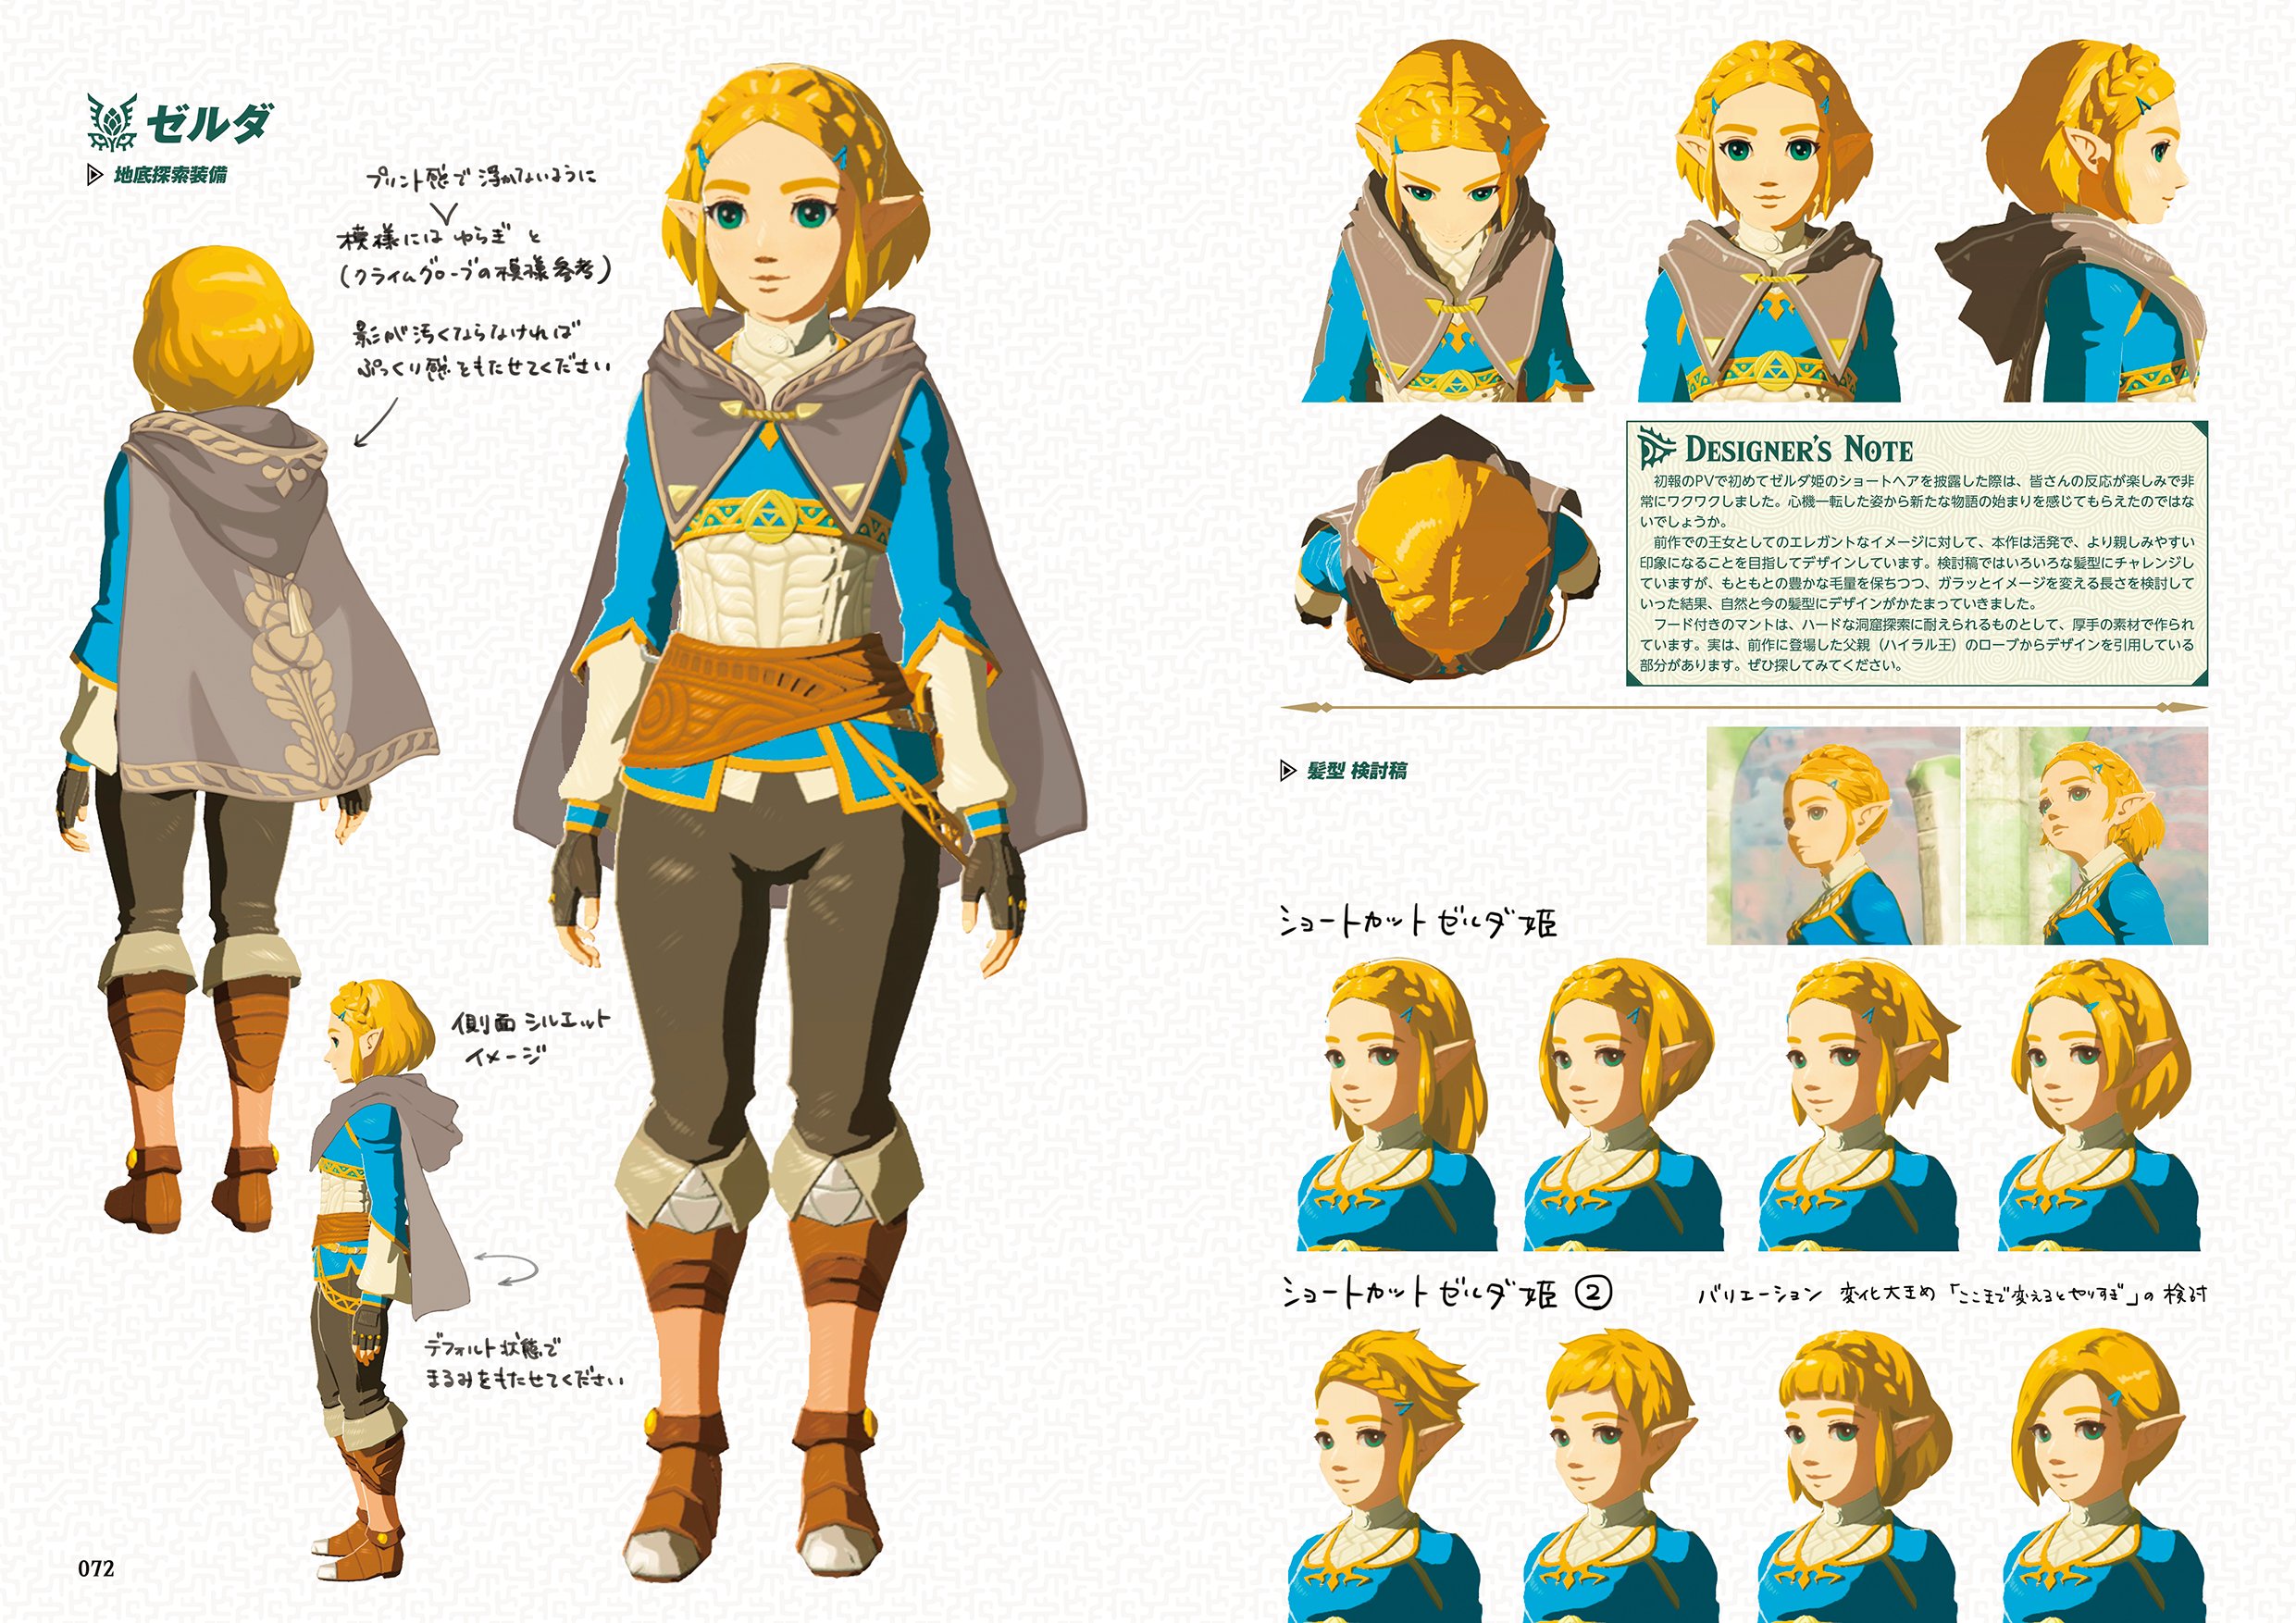 ゼルダ
地底探索装備
プリント感で浮かないように
模様にはゆらぎと
(クライムグローブの模様参考)
影が汚くならなければ
ぷっくり感をもたせてください
側面シルエット
イメージ
デフォルト状態で
まるみをもたせてください
072
DESIGNER'S NOTE
初報のPVで初めてゼルダ姫のショートヘアを披露した際は、皆さんの反応が楽しみで非
常にワクワクしました。心機一転した姿から新たな物語の始まりを感じてもらえたのではな
いでしょうか。
前作での王女としてのエレガントなイメージに対して、本作は活発で、より親しみやすい
印象になることを目指してデザインしています。検討稿ではいろいろな髪型にチャレンジし
ていますが、もともとの豊かな毛量を保ちつつ、ガラッとイメージを変える長さを検討して
いった結果、自然と今の髪型にデザインがかたまっていきました。
フード付きのマントは、ハードな洞窟探索に耐えられるものとして、厚手の素材で作られ
ています。実は、前作に登場した父親（ハイラル王）のローブからデザインを引用している
部分があります。ぜひ探してみてください。
髪型 検討稿
ショートカット ゼルダ姫
ショートカット ゼルダ姫 ②
バリエーション 変化大きめ 「ここまで変えるとやりすぎ」の検討